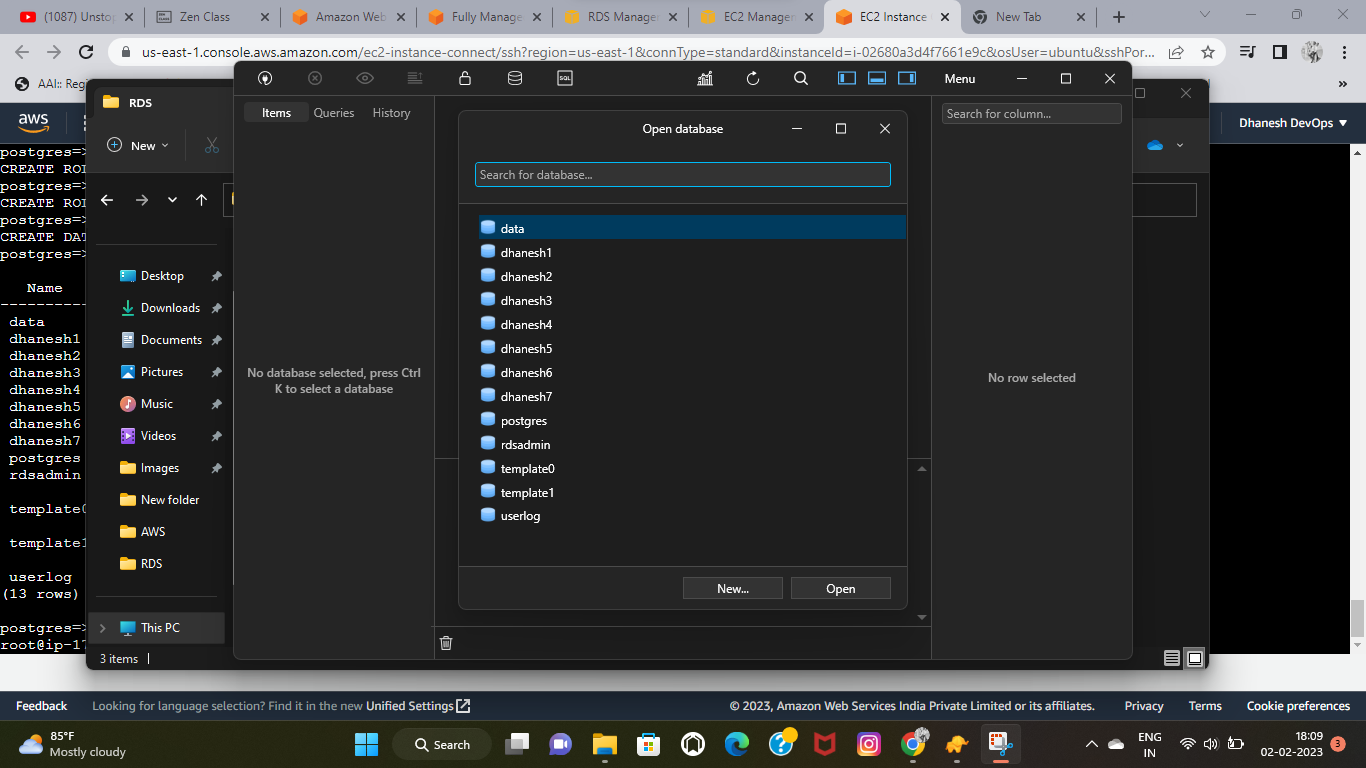 (1087) Unstop
Zen Class
Amazon Web
Fully Manage
RDS Manage
EC2 Manage
EC2 Instance
New Tab
us-east-1.console.aws.amazon.com/ec2-instance-connect/ssh?region=us-east-1&connType=standard&instanceId=i-02680a3d4f7661e9c&osUser=ubuntu&sshPor...
AAI:: Reg
aws
Dhanesh DevOps
RDS
New
Desktop
Downloads
Documents
Pictures
Music
Videos
Images
New folder
AWS
RDS
This PC
3 items
postgres=>
CREATE ROL
postgres=>
CREATE ROL
postgres=>
CREATE DAT
postgres=>
Name
data
dhanesh1
dhanesh2
dhanesh3
dhanesh4
dhanesh5
dhanesh6
dhanesh7
postgres
rdsadmin
template0
template1
userlog
(13 rows)
postgres=>
root@ip-17
SQL
Menu
Items
Queries
History
Search for column...
No database selected, press Ctrl
K to select a database
No row selected
Open database
Search for database...
data
dhanesh1
dhanesh2
dhanesh3
dhanesh4
dhanesh5
dhanesh6
dhanesh7
postgres
rdsadmin
template0
template1
userlog
New...
Open
Feedback
Looking for language selection? Find it in the new Unified Settings
© 2023, Amazon Web Services India Private Limited or its affiliates.
Privacy
Terms
Cookie preferences
85°F
Mostly cloudy
Search
ENG
IN
18:09
02-02-2023
3